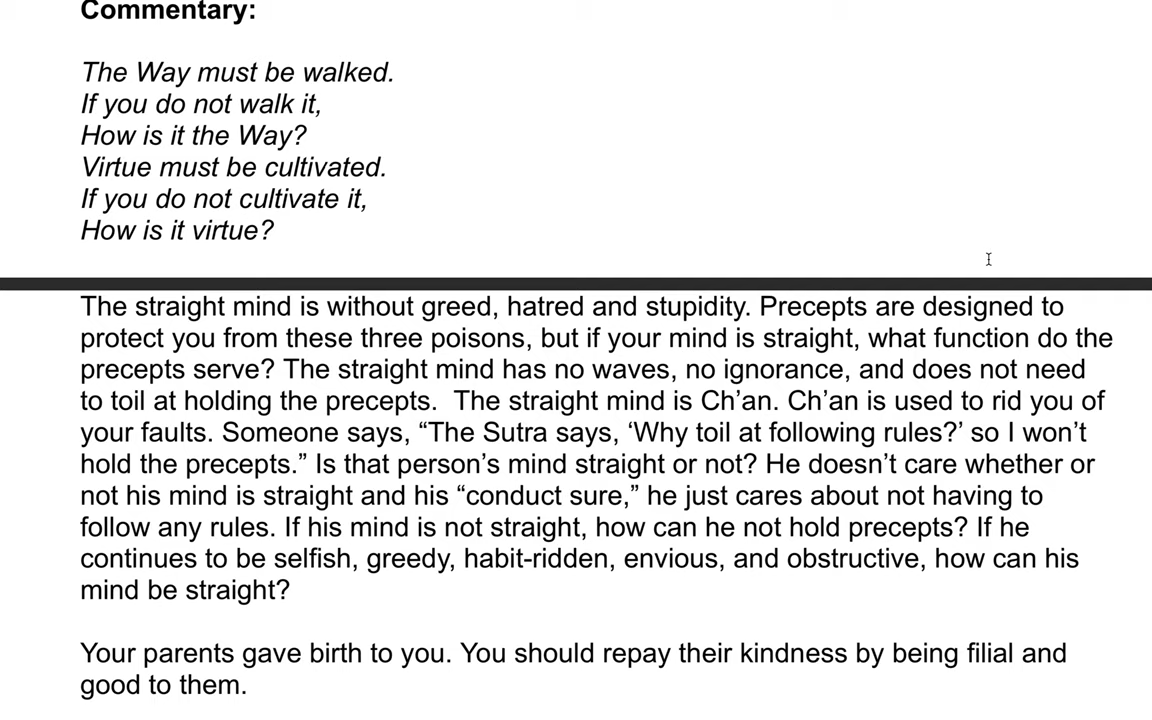 Commentary:
The Way must be walked.
If you do not walk it,
How is it the Way?
Virtue must be cultivated.
If you do not cultivate it,
How is it virtue?
The straight mind is without greed, hatred and stupidity. Precepts are designed to
protect you from these three poisons, but if your mind is straight, what function do the
precepts serve? The straight mind has no waves, no ignorance, and does not need
to toil at holding the precepts.  The straight mind is Ch’an. Ch’an is used to rid you of
your faults. Someone says, “The Sutra says, ‘Why toil at following rules?’ so I won’t
hold the precepts.” Is that person’s mind straight or not? He doesn’t care whether or
not his mind is straight and his “conduct sure,” he just cares about not having to
follow any rules. If his mind is not straight, how can he not hold precepts? If he
continues to be selfish, greedy, habit-ridden, envious, and obstructive, how can his
mind be straight?
Your parents gave birth to you. You should repay their kindness by being filial and
good to them.